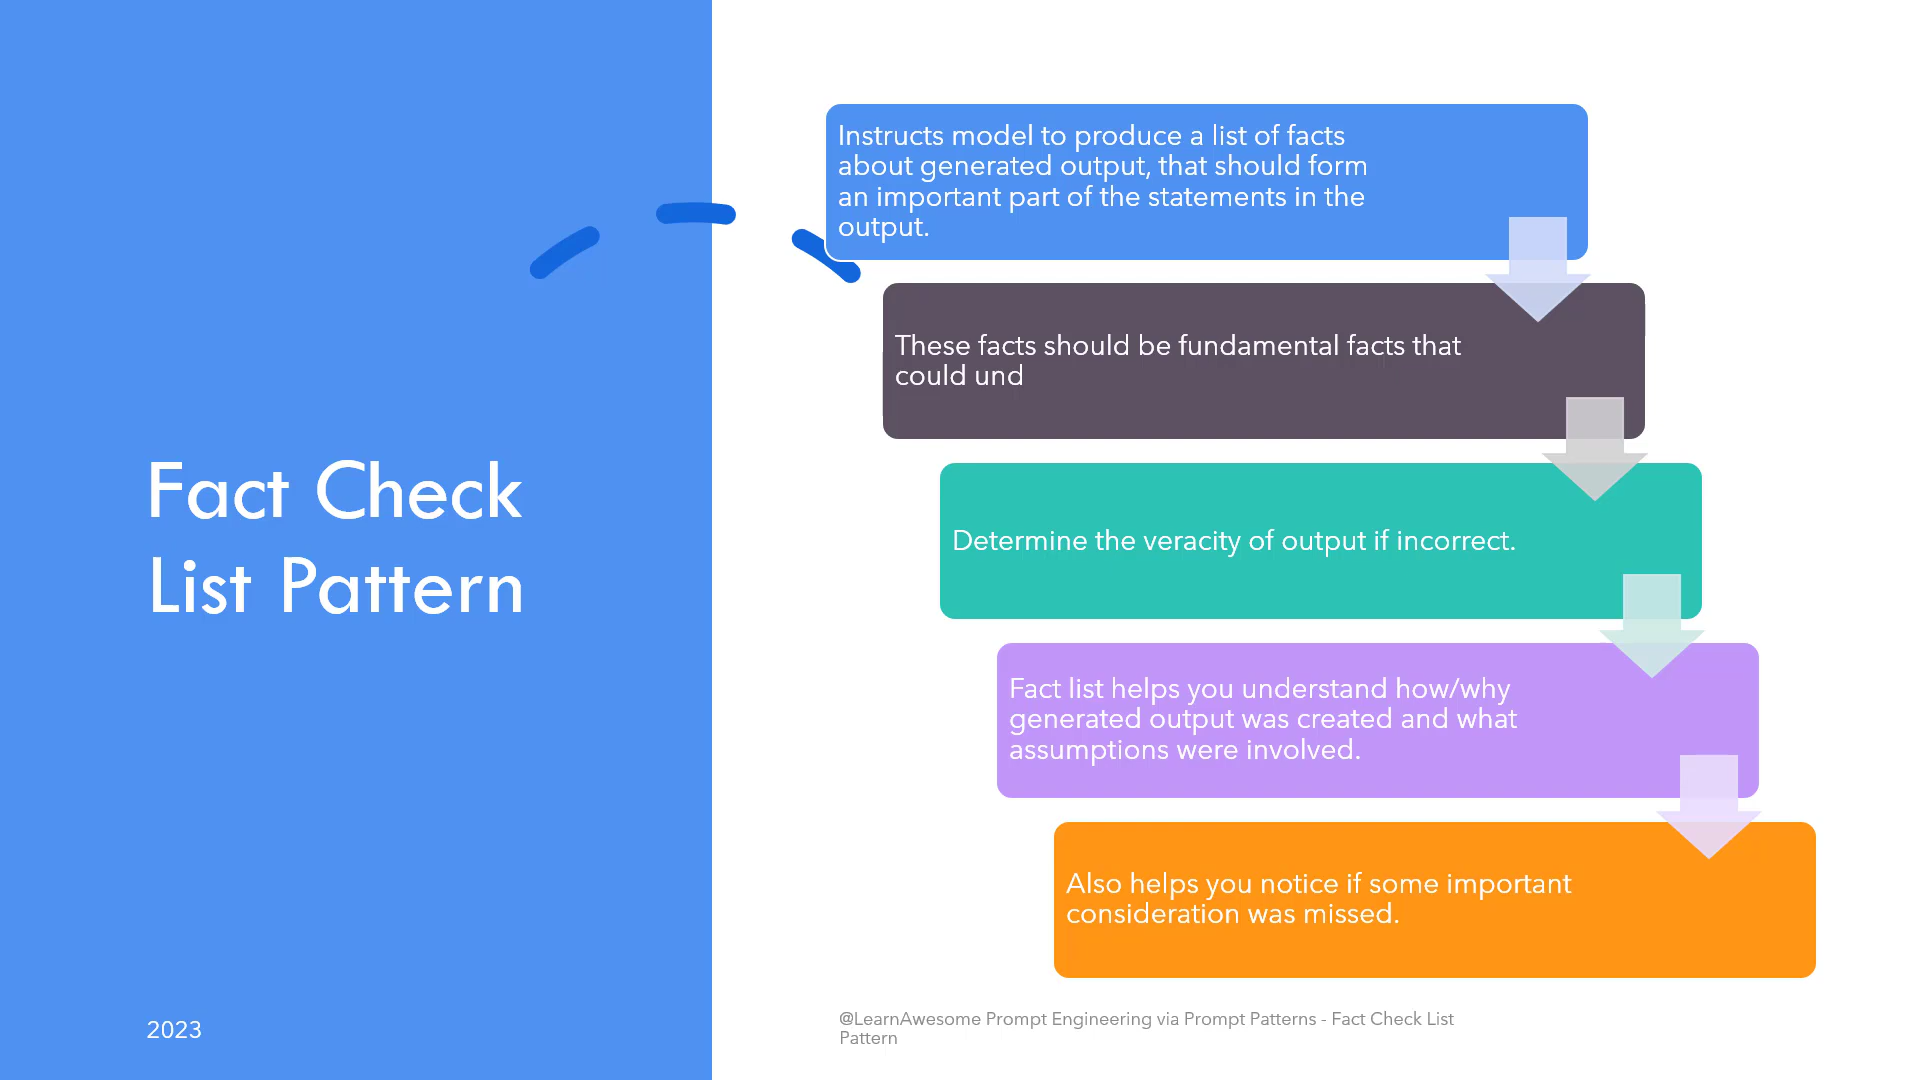 Fact Check
List Pattern
2023
Instructs model to produce a list of facts
about generated output, that should form
an important part of the statements in the
output.
These facts should be fundamental facts that
could und
Determine the veracity of output if incorrect.
Fact list helps you understand how/why
generated output was created and what
assumptions were involved.
Also helps you notice if some important
consideration was missed.
@LearnAwesome Prompt Engineering via Prompt Patterns - Fact Check List
Pattern